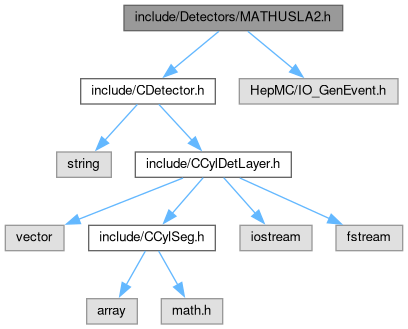 include/Detectors/MATHUSLA2.h
include/CDetector.h
HepMC/IO_GenEvent.h
string
include/CCylDetLayer.h
vector
include/CCylSeg.h
iostream
fstream
array
math.h